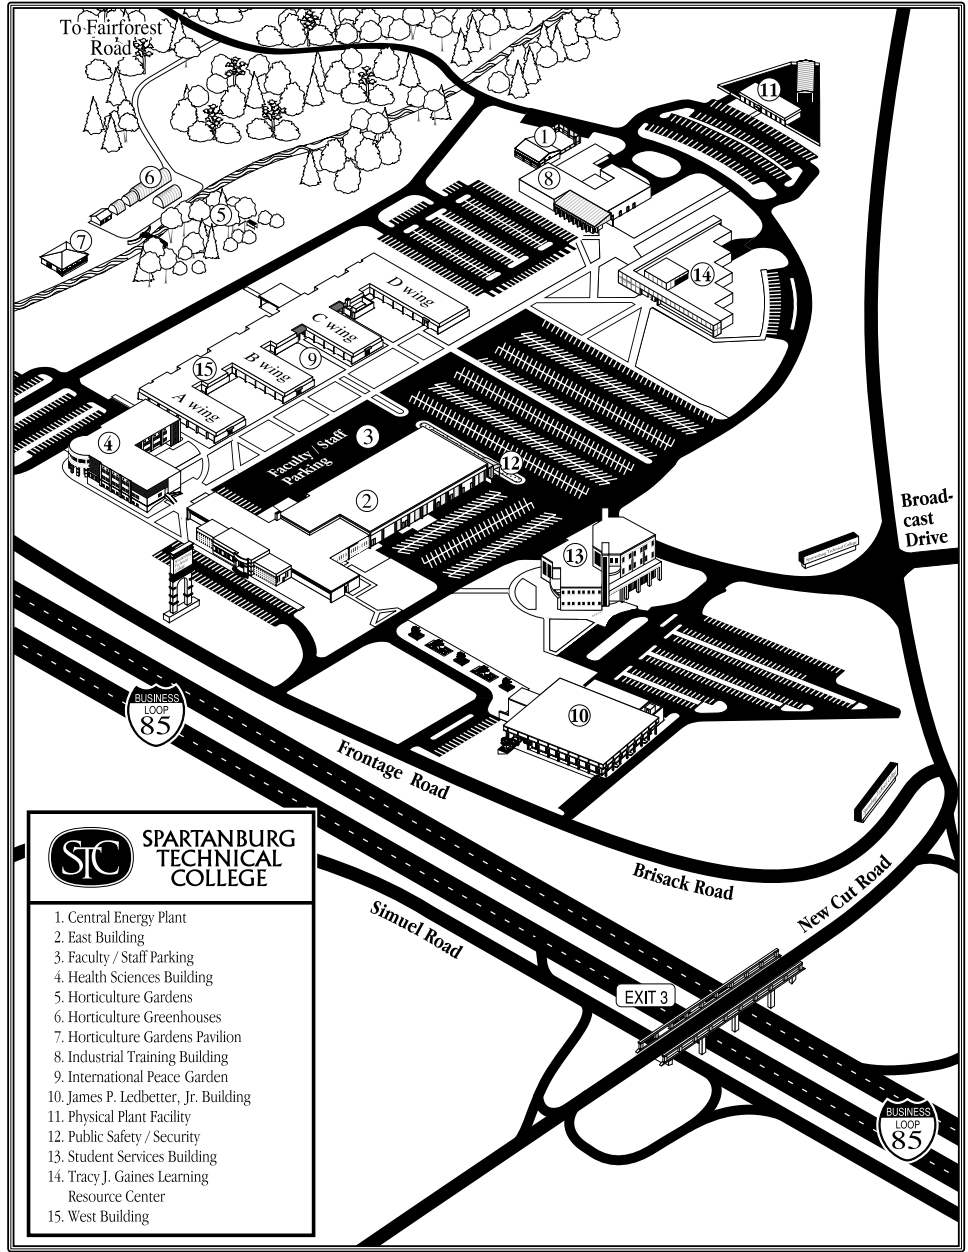 To Fairforest
Road
11
1
8
6
5
7
14
D wing
C wing
9
B wing
15
A wing
4
3
Faculty / Staff
Parking
12
2
Broad-
cast
Drive
13
10
BUSINESS
LOOP
85
Frontage Road
Brisack Road
New Cut Road
Simuel Road
EXIT 3
BUSINESS
LOOP
85
STC
SPARTANBURG
TECHNICAL
COLLEGE
1. Central Energy Plant
2. East Building
3. Faculty / Staff Parking
4. Health Sciences Building
5. Horticulture Gardens
6. Horticulture Greenhouses
7. Horticulture Gardens Pavilion
8. Industrial Training Building
9. International Peace Garden
10. James P. Ledbetter, Jr. Building
11. Physical Plant Facility
12. Public Safety / Security
13. Student Services Building
14. Tracy J. Gaines Learning
Resource Center
15. West Building